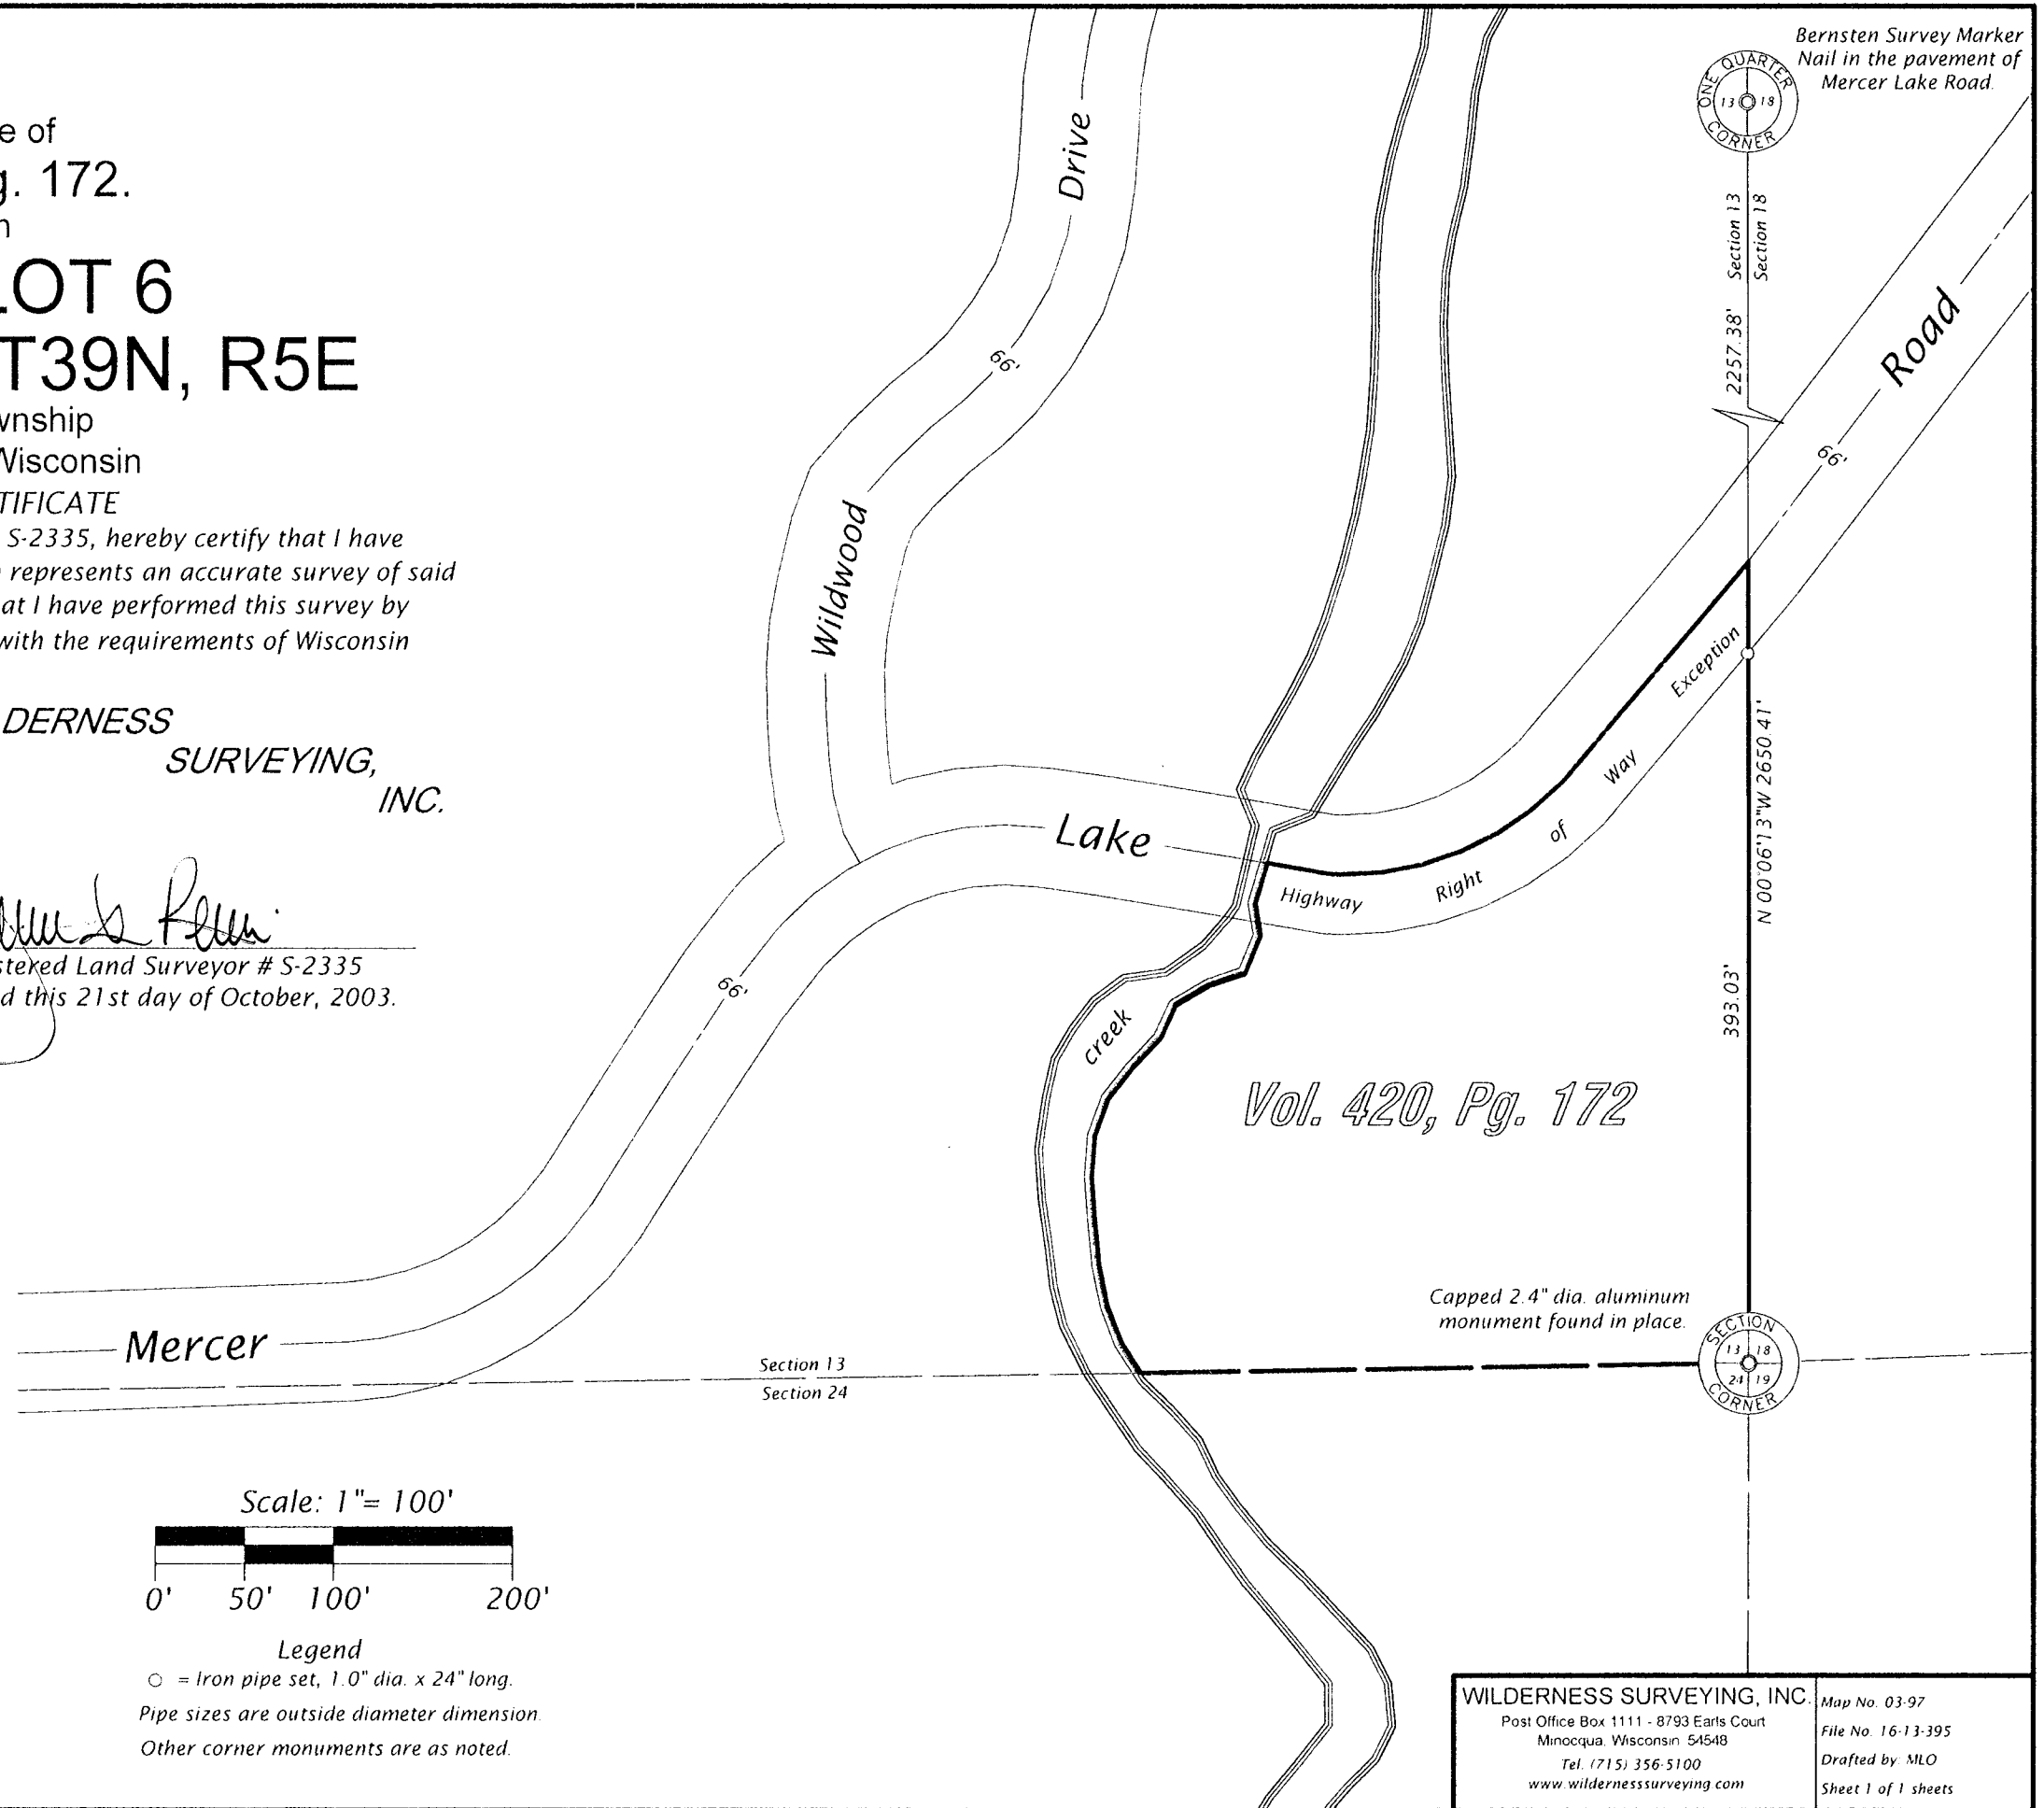 e of
g. 172.
n
LOT 6
T39N, R5E
wnship
Wisconsin
TIFICATE
S-2335, hereby certify that I have
represents an accurate survey of said
at I have performed this survey by
with the requirements of Wisconsin
DERNESS
SURVEYING,
INC.
stered Land Surveyor # S-2335
d this 21st day of October, 2003.
Bernsten Survey Marker
Nail in the pavement of
Mercer Lake Road.
ONE QUARTER
13 18
CORNER
Section 13
Section 18
2257.38'
Drive
66'
Wildwood
Road
66'
Exception
Way
of
Right
Highway
Lake
N 00°06'13"W 2650.41'
393.03'
66'
creek
Vol. 420, Pg. 172
Capped 2.4" dia. aluminum
monument found in place.
SECTION
13 18
24 19
CORNER
Mercer
Section 13
Section 24
Scale: 1"= 100'
0' 50' 100' 200'
Legend
= Iron pipe set, 1.0" dia. x 24" long.
Pipe sizes are outside diameter dimension.
Other corner monuments are as noted.
WILDERNESS SURVEYING, INC.
Post Office Box 1111 - 8793 Earls Court
Minocqua, Wisconsin 54548
Tel. (715) 356-5100
www.wildernesssurveying.com
Map No. 03-97
File No. 16-13-395
Drafted by: MLO
Sheet 1 of 1 sheets